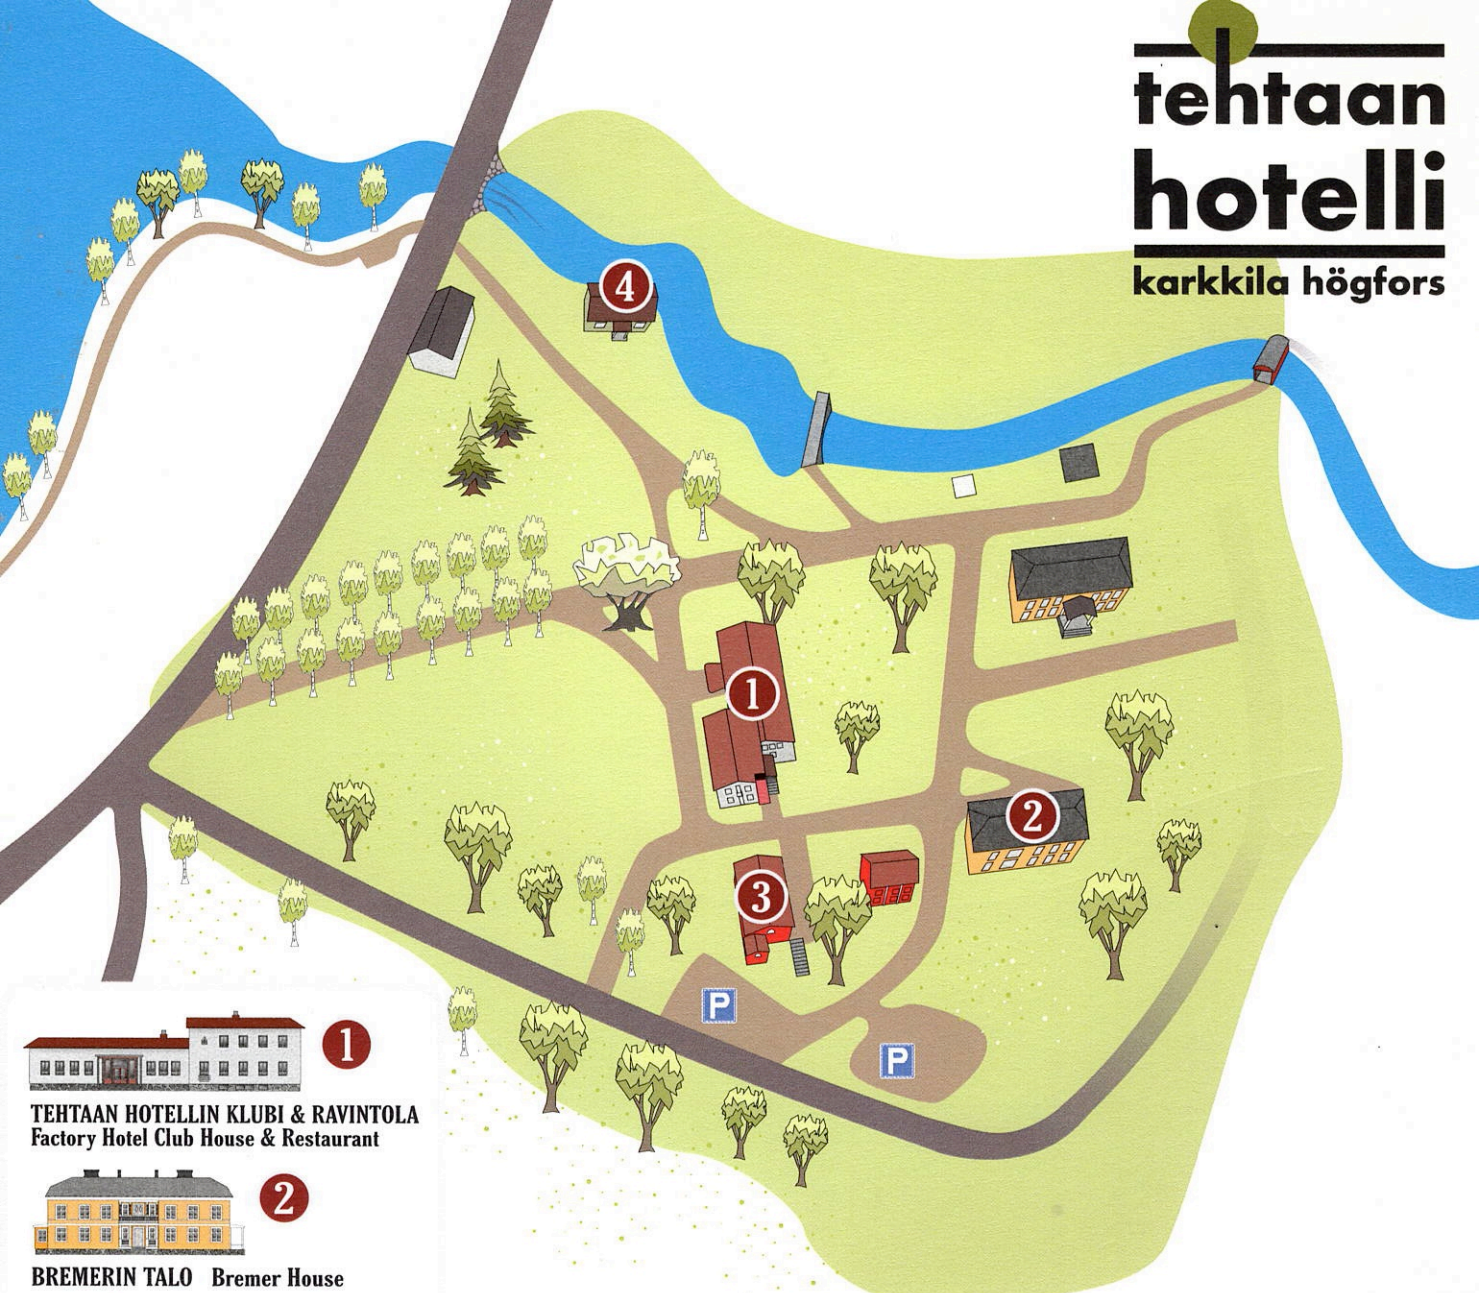 tehtaan
hotelli
karkkila högfors
4
1
2
3
P
P
1
TEHTAAN HOTELLIN KLUBI & RAVINTOLA
Factory Hotel Club House & Restaurant
2
BREMERIN TALO Bremer House